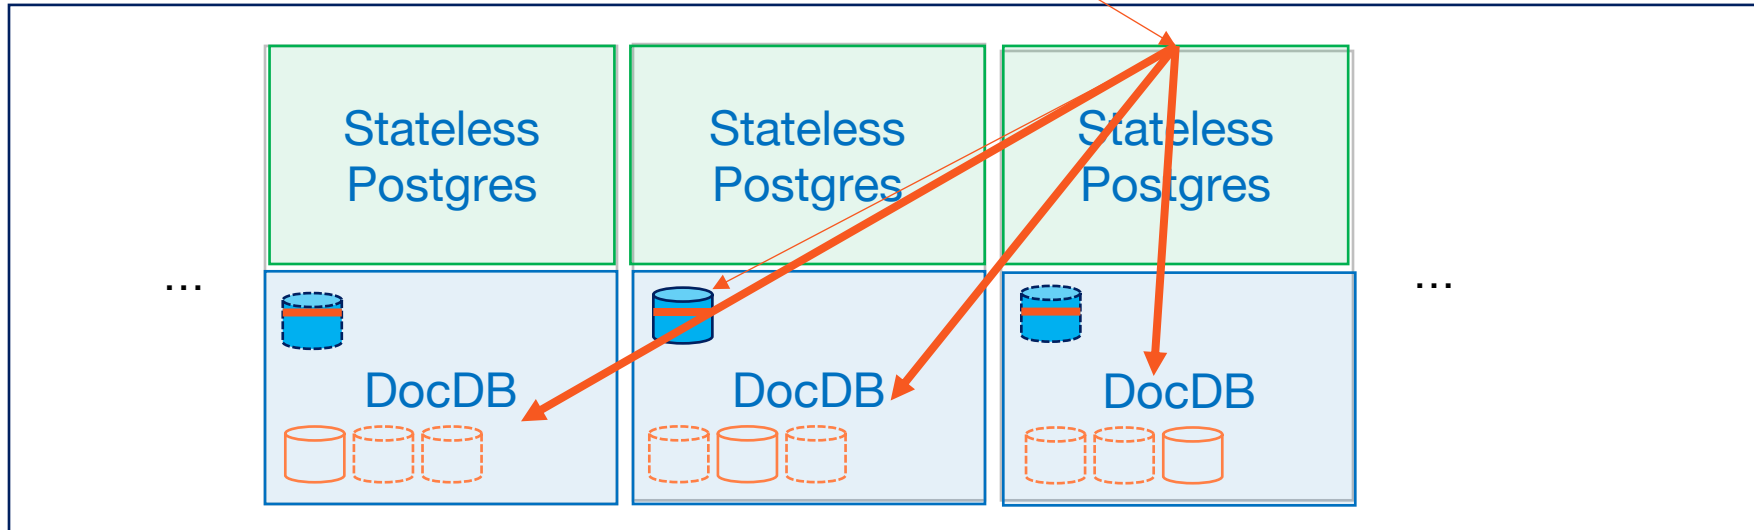 Stateless
Postgres
Stateless
Postgres
Stateless
Postgres
...
...
DocDB
DocDB
DocDB